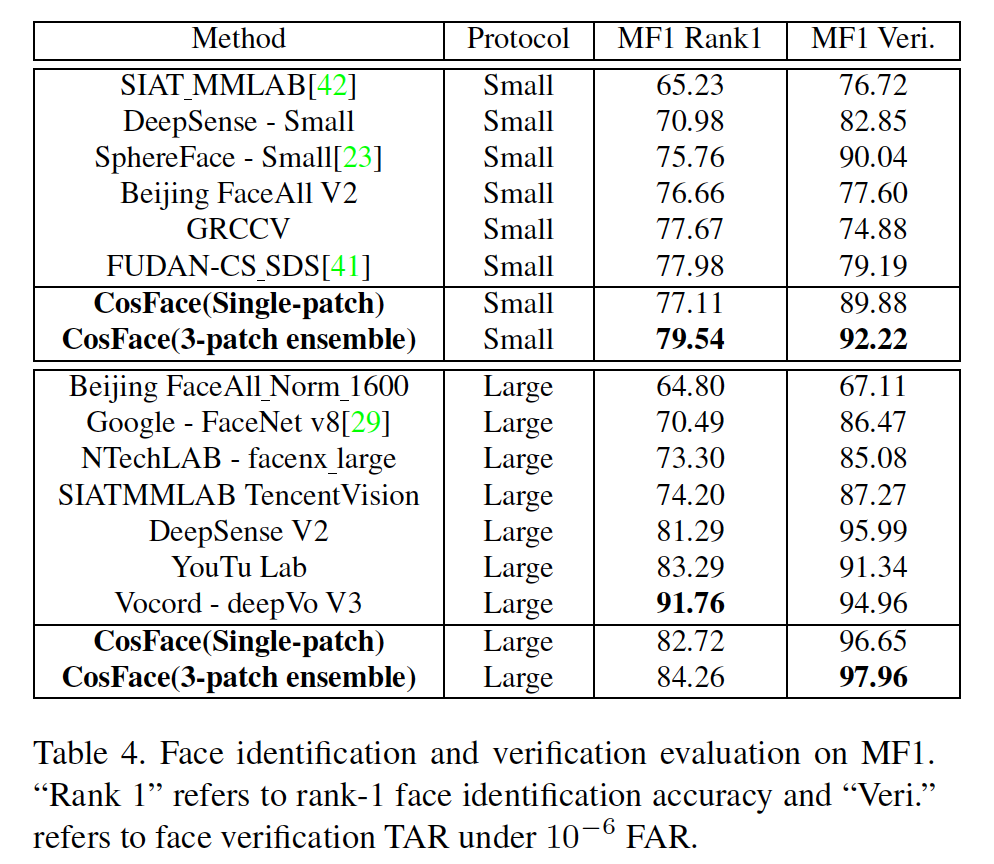 Method Protocol MF1 Rank1 MF1 Veri.
SIAT_MMLAB[42] Small 65.23 76.72
DeepSense - Small Small 70.98 82.85
SphereFace - Small[23] Small 75.76 90.04
Beijing FaceAll V2 Small 76.66 77.60
GRCCV Small 77.67 74.88
FUDAN-CS_SDS[41] Small 77.98 79.19
CosFace(Single-patch) Small 77.11 89.88
CosFace(3-patch ensemble) Small 79.54 92.22
Beijing FaceAll_Norm_1600 Large 64.80 67.11
Google - FaceNet v8[29] Large 70.49 86.47
NTechLAB - facenx_large Large 73.30 85.08
SIATMMLAB TencentVision Large 74.20 87.27
DeepSense V2 Large 81.29 95.99
YouTu Lab Large 83.29 91.34
Vocord - deepVo V3 Large 91.76 94.96
CosFace(Single-patch) Large 82.72 96.65
CosFace(3-patch ensemble) Large 84.26 97.96
Table 4. Face identification and verification evaluation on MF1.
“Rank 1” refers to rank-1 face identification accuracy and “Veri.”
refers to face verification TAR under 10⁻⁶ FAR.